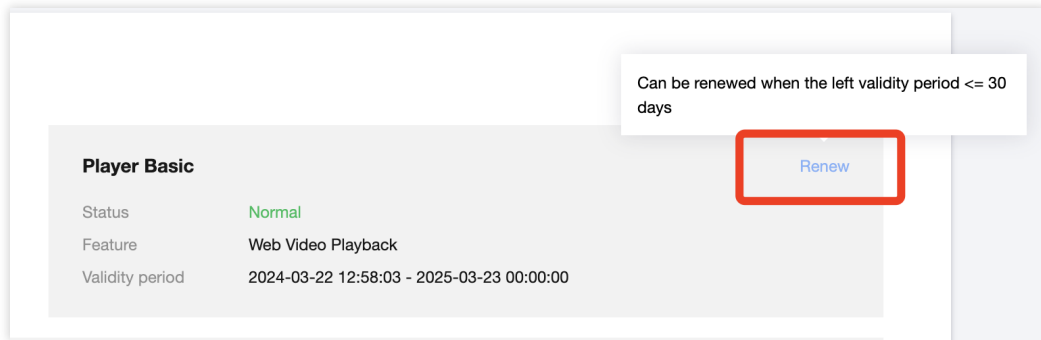 Can be renewed when the left validity period <= 30
days
Player Basic
Renew
Status
Normal
Feature
Web Video Playback
Validity period
2024-03-22 12:58:03 - 2025-03-23 00:00:00